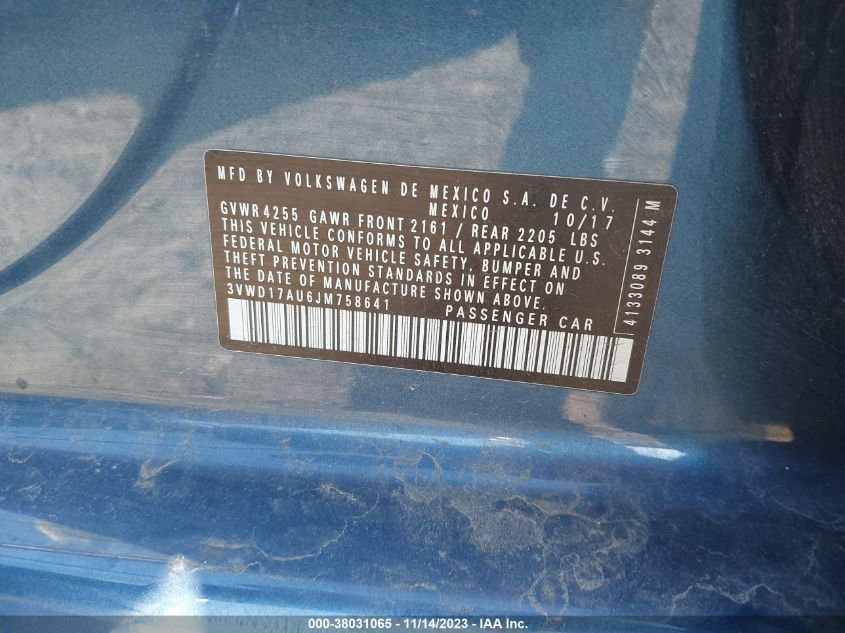 MFD BY VOLKSWAGEN DE MEXICO S.A. DE C.V.
MEXICO 10/17
GVWR 4255 GAWR FRONT 2161 / REAR 2205 LBS
THIS VEHICLE CONFORMS TO ALL APPLICABLE U.S.
FEDERAL MOTOR VEHICLE SAFETY, BUMPER AND
THEFT PREVENTION STANDARDS IN EFFECT ON
THE DATE OF MANUFACTURE SHOWN ABOVE.
3VWD17AU6JM758641 PASSENGER CAR
4133089 3144 M
000-38031065 - 11/14/2023 - IAA Inc.